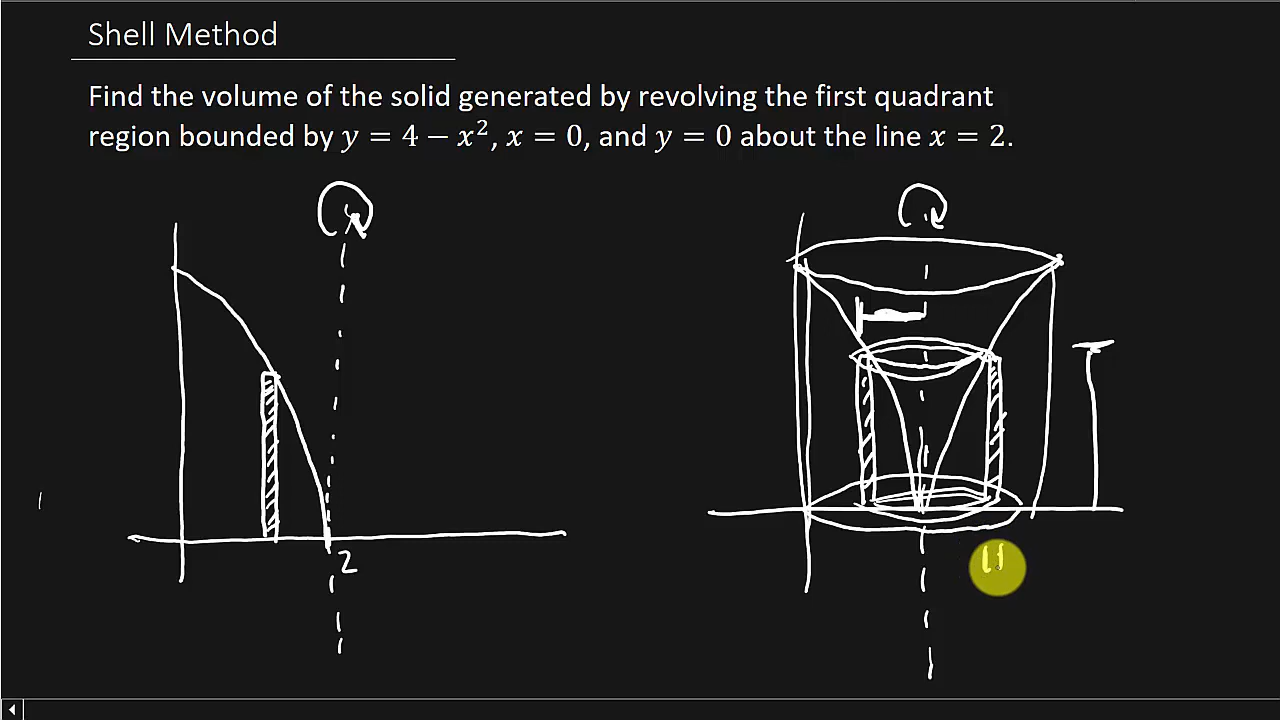 Shell Method
Find the volume of the solid generated by revolving the first quadrant
region bounded by y = 4 − x², x = 0, and y = 0 about the line x = 2.
2